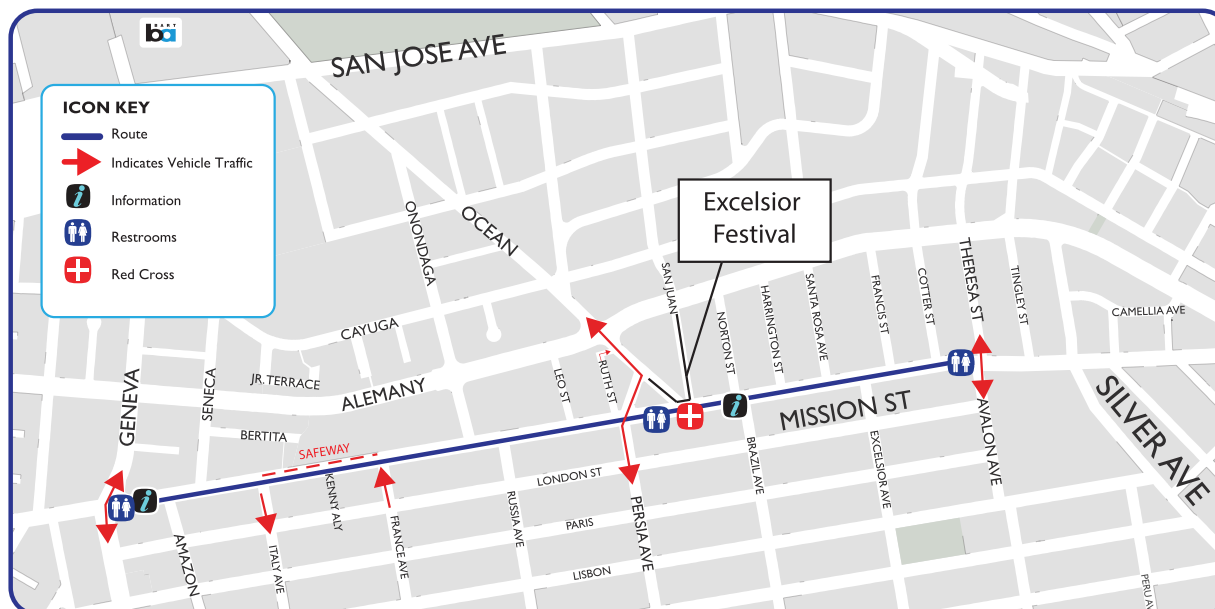 BART
ba
SAN JOSE AVE
ICON KEY
Route
Indicates Vehicle Traffic
Information
Restrooms
Red Cross
Excelsior
Festival
ONONDAGA
OCEAN
SAN JUAN
NORTON ST
HARRINGTON ST
SANTA ROSA AVE
FRANCIS ST
COTTER ST
THERESA ST
TINGLEY ST
CAMELLIA AVE
CAYUGA
JR. TERRACE
ALEMANY
GENEVA
SENECA
BERTITA
LEO ST
RUTH ST
SAFEWAY
MISSION ST
SILVER AVE
KENNY ALY
LONDON ST
PARIS
LISBON
AMAZON
ITALY AVE
FRANCE AVE
RUSSIA AVE
PERSIA AVE
BRAZIL AVE
EXCELSIOR AVE
AVALON AVE